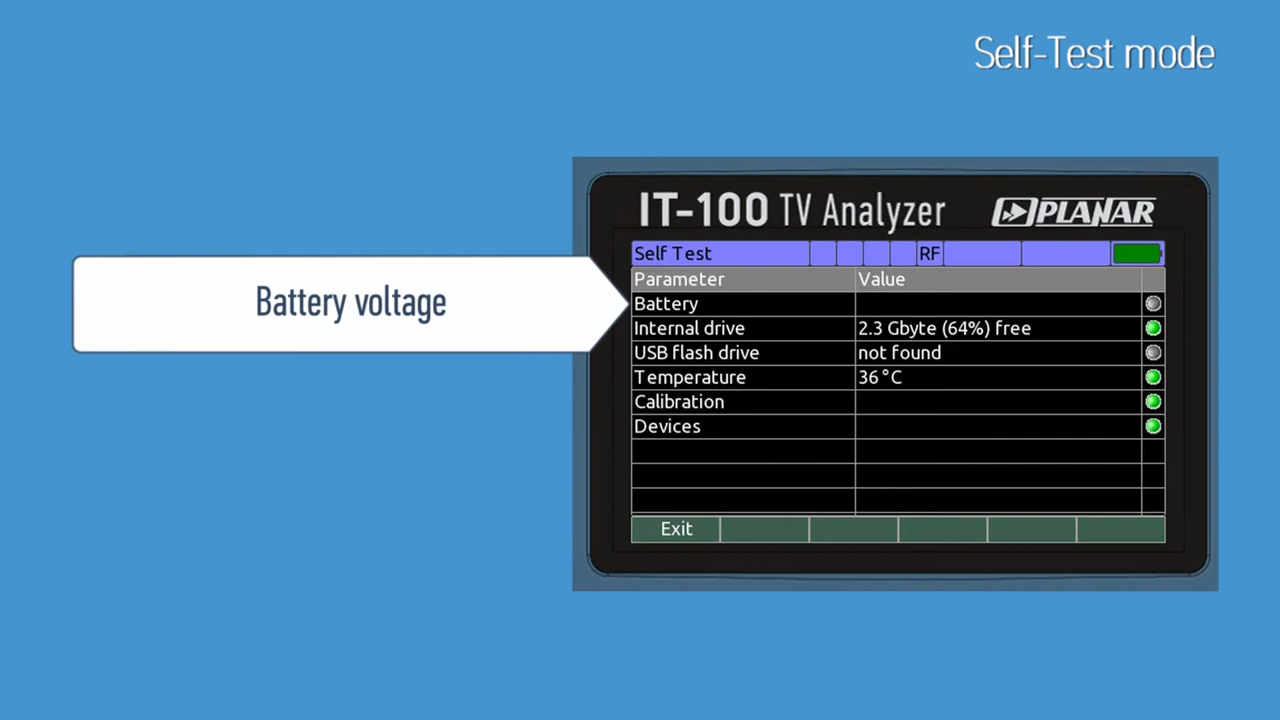 Self-Test mode
IT-100 TV Analyzer PLANAR
Self Test RF
Parameter Value
Battery voltage
Battery
Internal drive 2.3 Gbyte (64%) free
USB flash drive not found
Temperature 36°C
Calibration
Devices
Exit